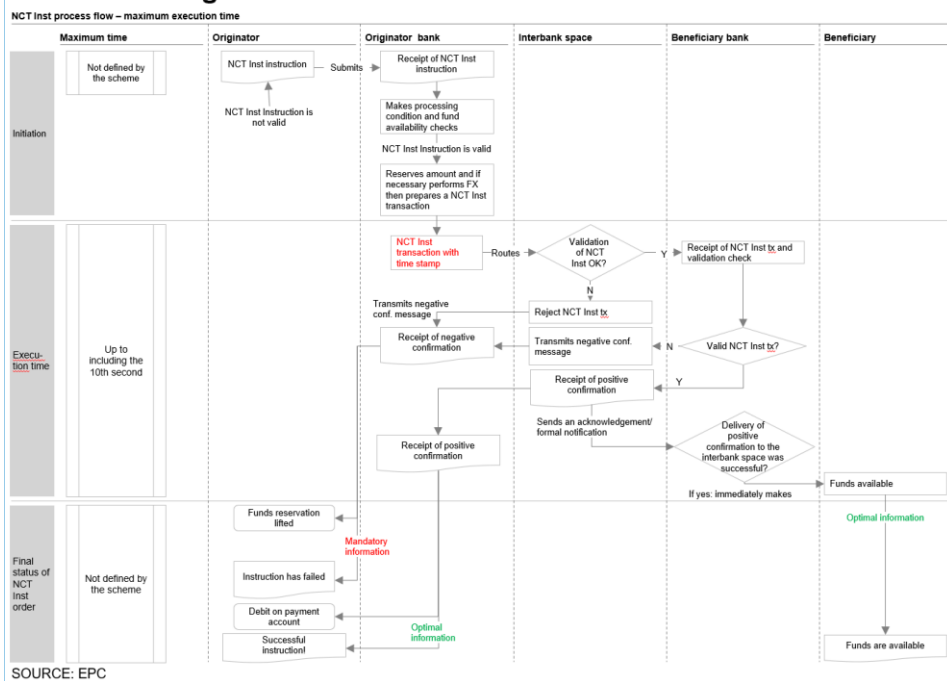 NCT Inst process flow – maximum execution time
Maximum time
Originator
Originator bank
Interbank space
Beneficiary bank
Beneficiary
Initiation
Not defined by
the scheme
NCT Inst instruction
Submits
Receipt of NCT Inst
instruction
NCT Inst Instruction is
not valid
Makes processing
condition and fund
availability checks
NCT Inst Instruction is valid
Reserves amount and if
necessary performs FX
then prepares a NCT Inst
transaction
Execu-
tion time
Up to
including the
10th second
NCT Inst
transaction with
time stamp
Routes
Validation
of NCT
Inst OK?
Y
Receipt of NCT Inst tx and
validation check
N
Transmits negative
conf. message
Reject NCT Inst tx
Receipt of negative
confirmation
Transmits negative conf.
message
N
Valid NCT Inst tx?
Y
Receipt of positive
confirmation
Sends an acknowledgement/
formal notification
Receipt of positive
confirmation
Delivery of
positive
confirmation to the
interbank space was
successful?
If yes: immediately makes
Funds available
Final
status of
NCT
Inst
order
Not defined by
the scheme
Funds reservation
lifted
Mandatory
information
Instruction has failed
Debit on payment
account
Optimal
information
Successful
instruction!
Optimal information
Funds are available
SOURCE: EPC